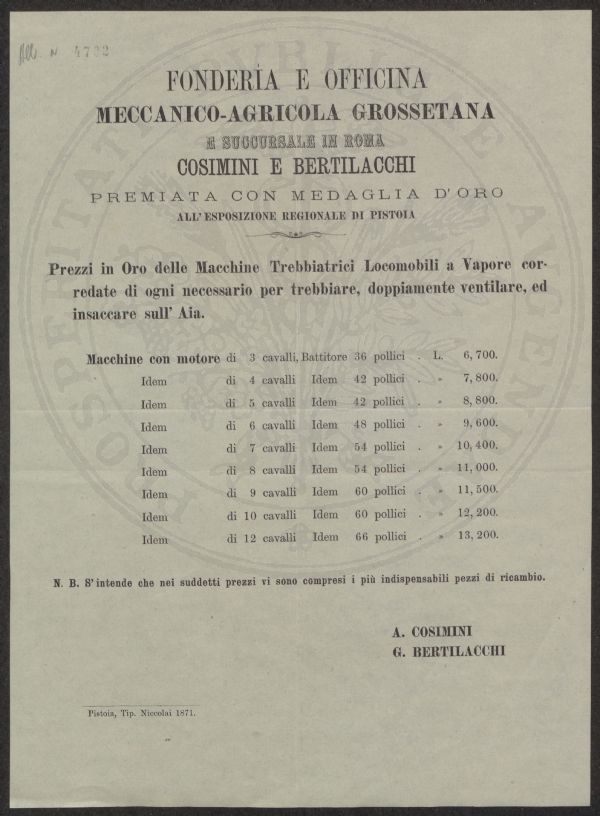 All. N 4792
FONDERIA E OFFICINA
MECCANICO-AGRICOLA GROSSETANA
E SUCCURSALE IN ROMA
COSIMINI E BERTILACCHI
PREMIATA CON MEDAGLIA D'ORO
ALL'ESPOSIZIONE REGIONALE DI PISTOIA
Prezzi in Oro delle Macchine Trebbiatrici Locomobili a Vapore cor-
redate di ogni necessario per trebbiare, doppiamente ventilare, ed
insaccare sull' Aia.
Macchine con motore di 3 cavalli, Battitore 36 pollici . L. 6,700.
Idem di 4 cavalli Idem 42 pollici . » 7,800.
Idem di 5 cavalli Idem 42 pollici . » 8,800.
Idem di 6 cavalli Idem 48 pollici . » 9,600.
Idem di 7 cavalli Idem 54 pollici . » 10,400.
Idem di 8 cavalli Idem 54 pollici . » 11,000.
Idem di 9 cavalli Idem 60 pollici . » 11,500.
Idem di 10 cavalli Idem 60 pollici . » 12,200.
Idem di 12 cavalli Idem 66 pollici . » 13,200.
N. B. S'intende che nei suddetti prezzi vi sono compresi i più indispensabili pezzi di ricambio.
A. COSIMINI
G. BERTILACCHI
Pistoia, Tip. Niccolai 1871.
PROSPERITATI PUBLICAE AUGENDAE